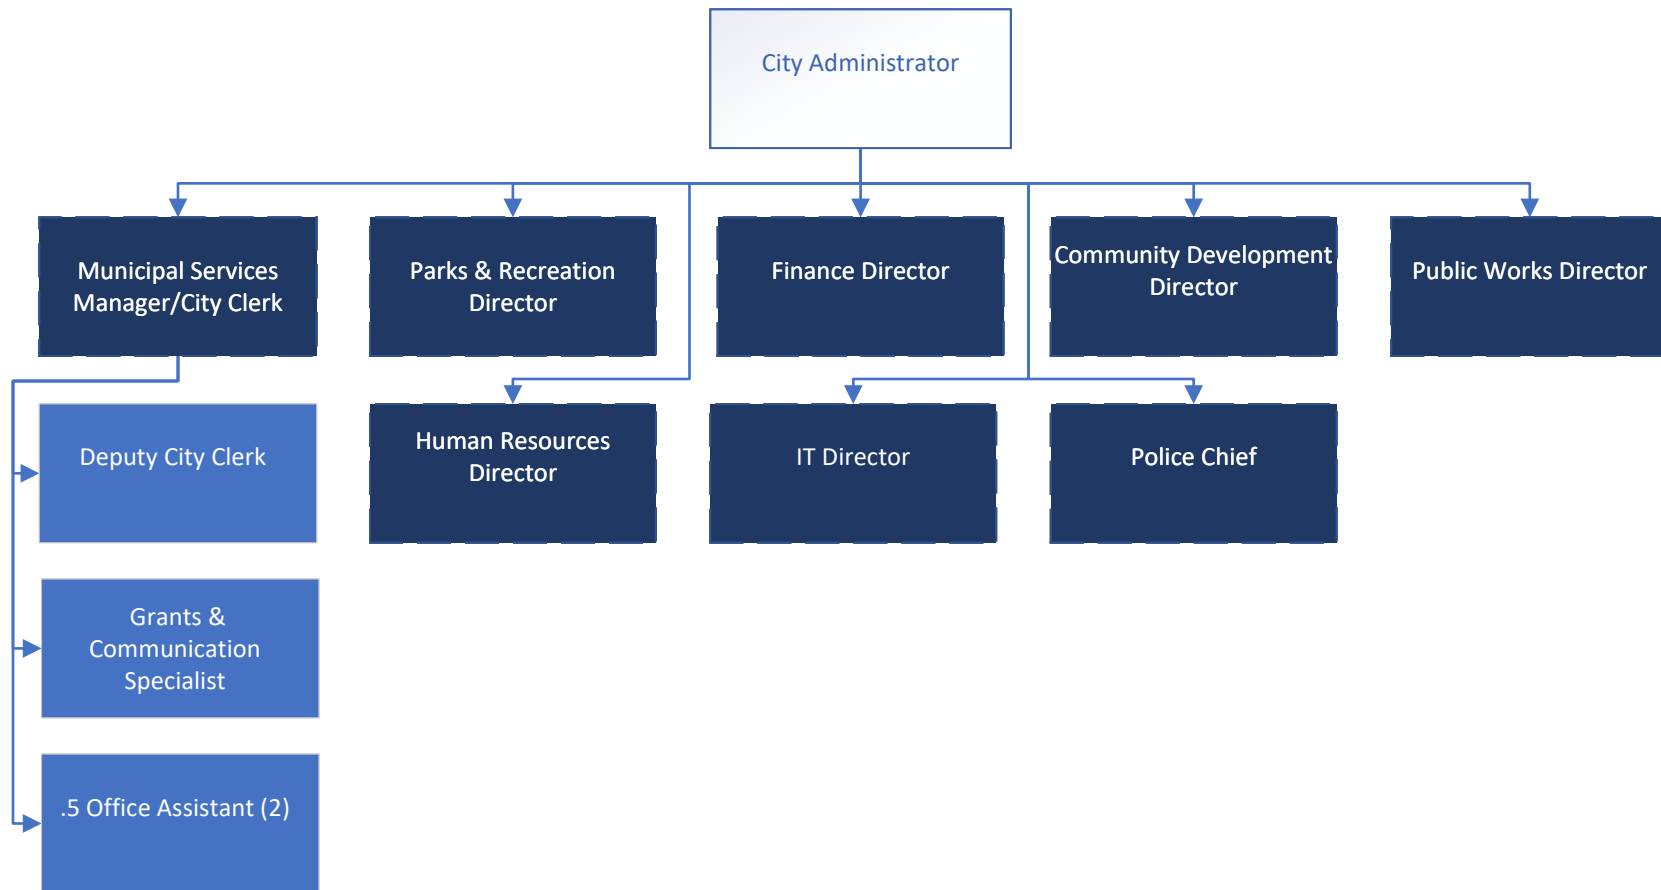 City Administrator
Municipal Services
Manager/City Clerk
Parks & Recreation
Director
Finance Director
Community Development
Director
Public Works Director
Deputy City Clerk
Human Resources
Director
IT Director
Police Chief
Grants &
Communication
Specialist
.5 Office Assistant (2)